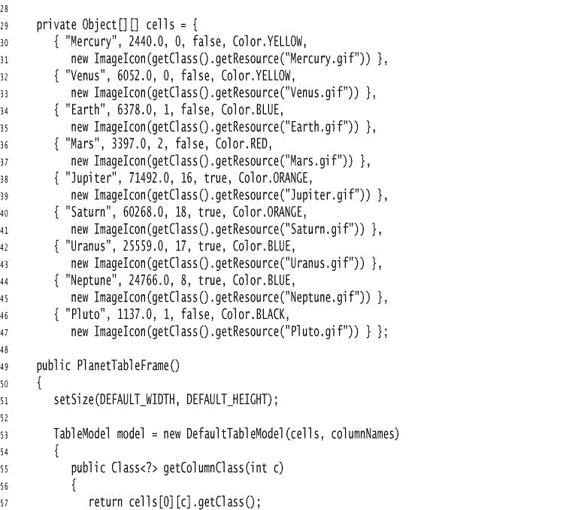 28
29 private Object[][] cells = {
30 { "Mercury", 2440.0, 0, false, Color.YELLOW,
31 new ImageIcon(getClass().getResource("Mercury.gif")) },
32 { "Venus", 6052.0, 0, false, Color.YELLOW,
33 new ImageIcon(getClass().getResource("Venus.gif")) },
34 { "Earth", 6378.0, 1, false, Color.BLUE,
35 new ImageIcon(getClass().getResource("Earth.gif")) },
36 { "Mars", 3397.0, 2, false, Color.RED,
37 new ImageIcon(getClass().getResource("Mars.gif")) },
38 { "Jupiter", 71492.0, 16, true, Color.ORANGE,
39 new ImageIcon(getClass().getResource("Jupiter.gif")) },
40 { "Saturn", 60268.0, 18, true, Color.ORANGE,
41 new ImageIcon(getClass().getResource("Saturn.gif")) },
42 { "Uranus", 25559.0, 17, true, Color.BLUE,
43 new ImageIcon(getClass().getResource("Uranus.gif")) },
44 { "Neptune", 24766.0, 8, true, Color.BLUE,
45 new ImageIcon(getClass().getResource("Neptune.gif")) },
46 { "Pluto", 1137.0, 1, false, Color.BLACK,
47 new ImageIcon(getClass().getResource("Pluto.gif")) } };
48
49 public PlanetTableFrame()
50 {
51 setSize(DEFAULT_WIDTH, DEFAULT_HEIGHT);
52
53 TableModel model = new DefaultTableModel(cells, columnNames)
54 {
55 public Class<?> getColumnClass(int c)
56 {
57 return cells[0][c].getClass();